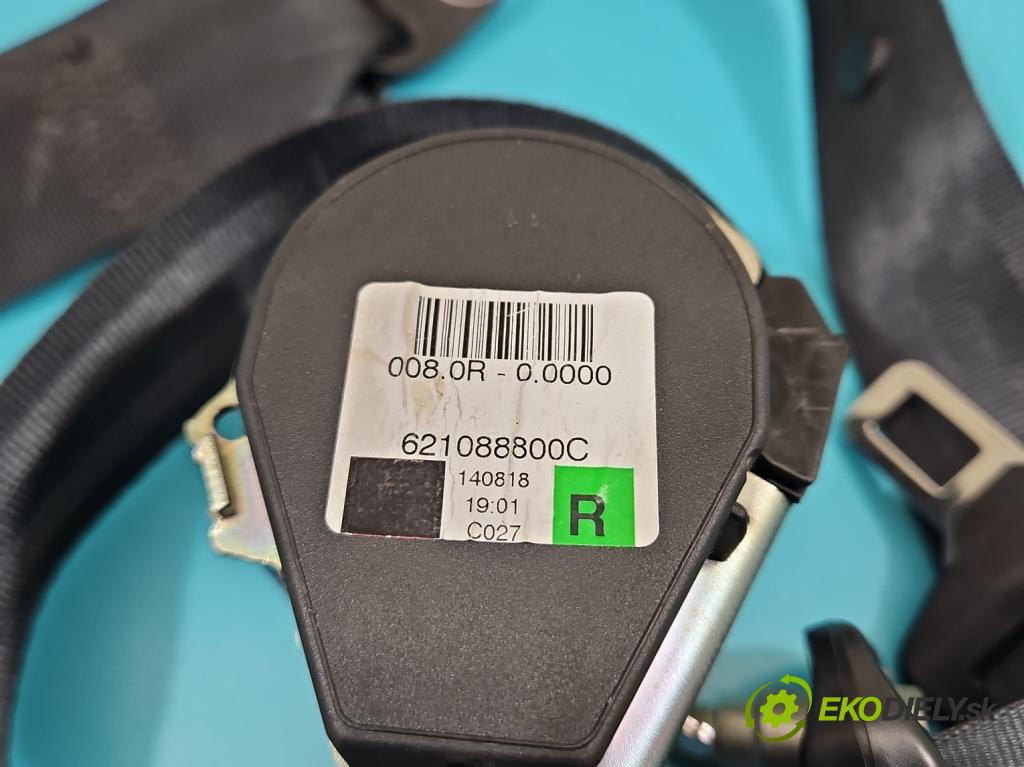 008.0R - 0.0000
621088800C
140818
19:01
C027
R
EKODIELY.sk